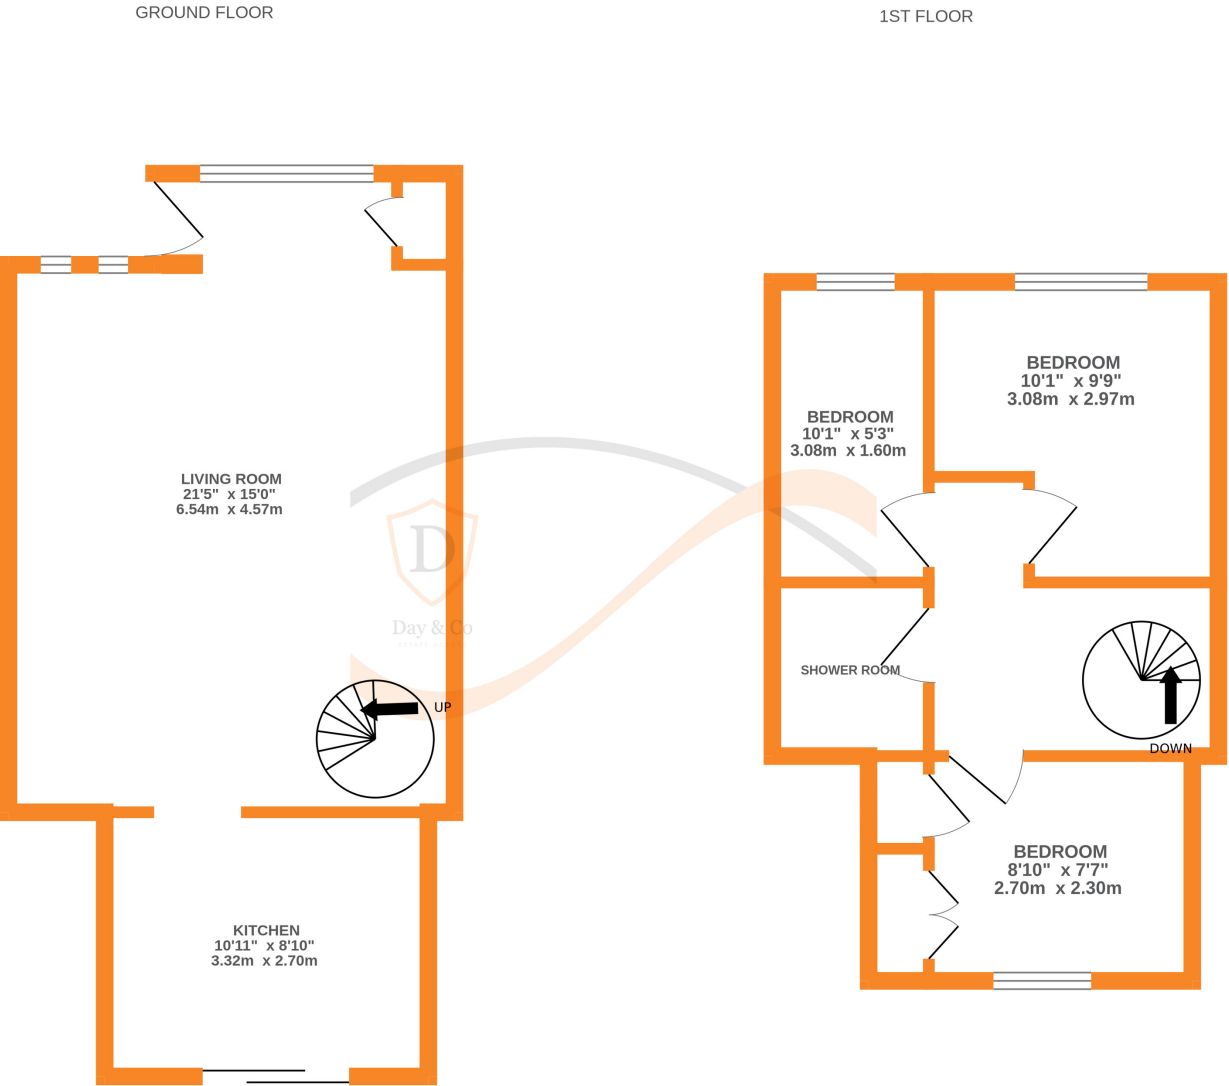 GROUND FLOOR
1ST FLOOR
LIVING ROOM
21'5" x 15'0"
6.54m x 4.57m
UP
KITCHEN
10'11" x 8'10"
3.32m x 2.70m
BEDROOM
10'1" x 5'3"
3.08m x 1.60m
BEDROOM
10'1" x 9'9"
3.08m x 2.97m
SHOWER ROOM
DOWN
BEDROOM
8'10" x 7'7"
2.70m x 2.30m
D
Day & Co